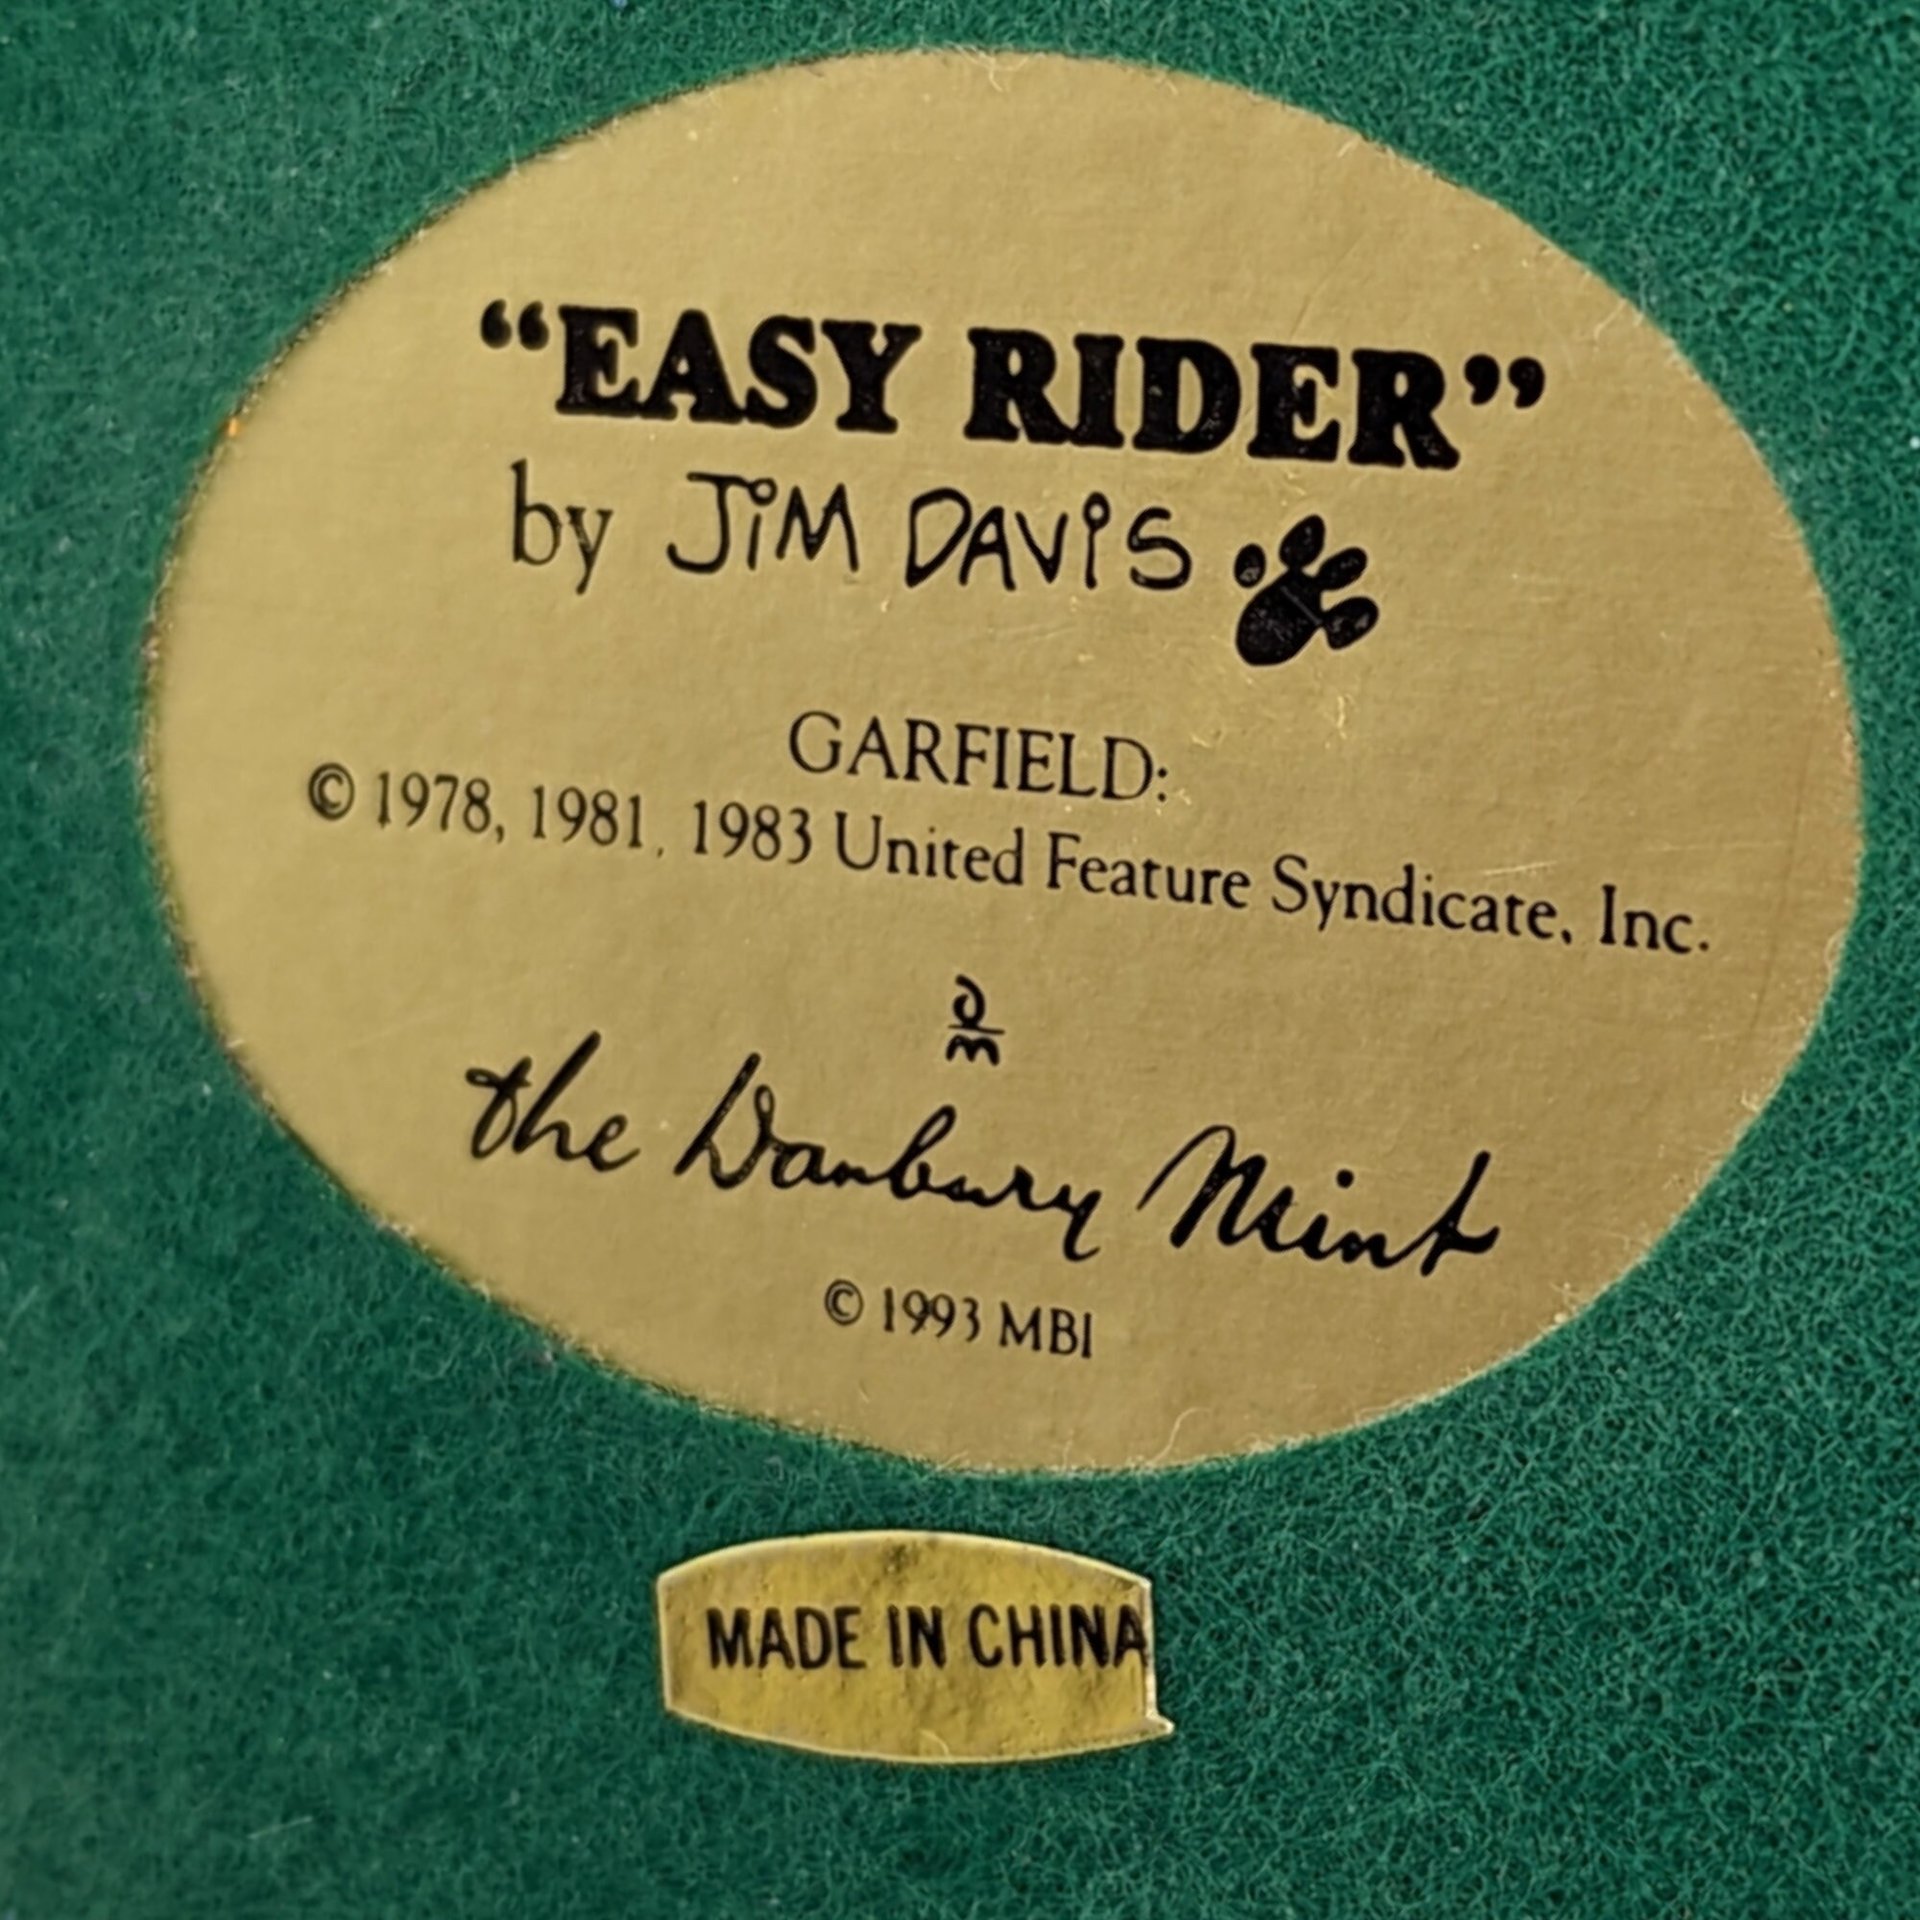 “EASY RIDER”
by JiM DAViS
GARFIELD:
© 1978, 1981, 1983 United Feature Syndicate, Inc.
D
m
the Danbury Mint
© 1993 MBI
MADE IN CHINA